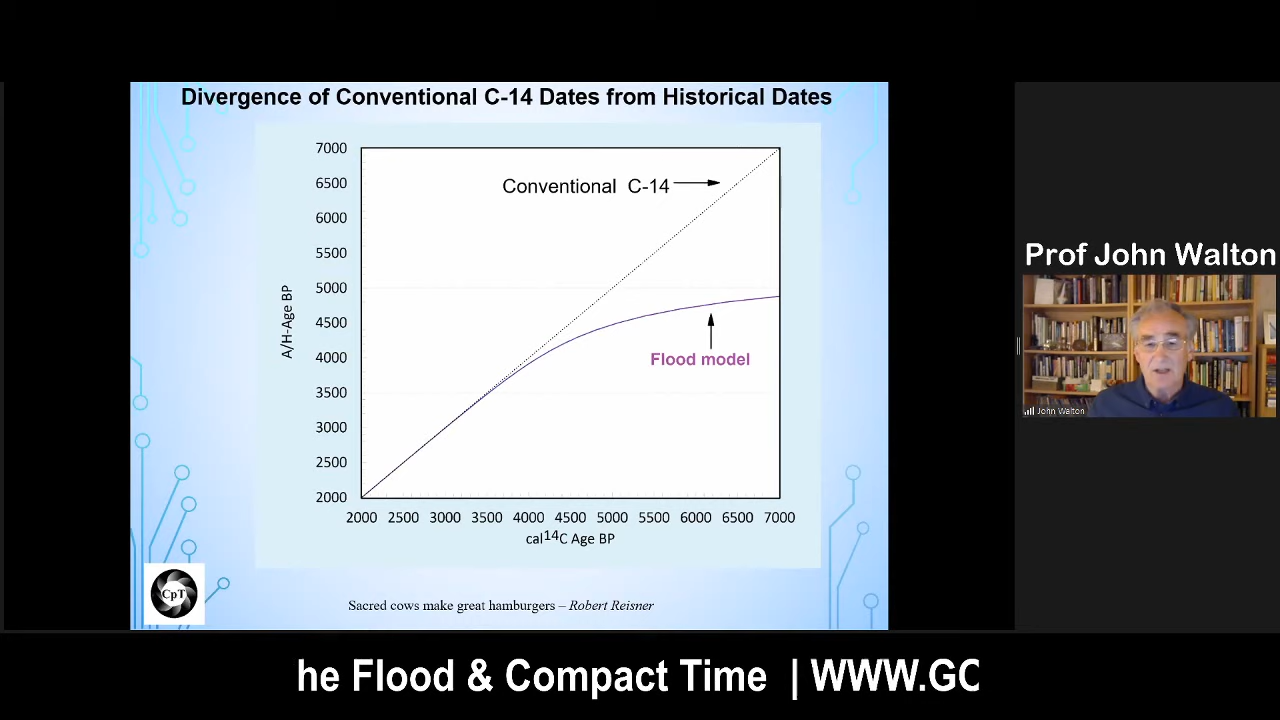 Divergence of Conventional C-14 Dates from Historical Dates
7000
6500
6000
5500
5000
4500
4000
3500
3000
2500
2000
A/H-Age BP
Conventional C-14
Flood model
2000 2500 3000 3500 4000 4500 5000 5500 6000 6500 7000
cal14C Age BP
CpT
Sacred cows make great hamburgers – Robert Reisner
Prof John Walton
John Walton
he Flood & Compact Time | WWW.GC